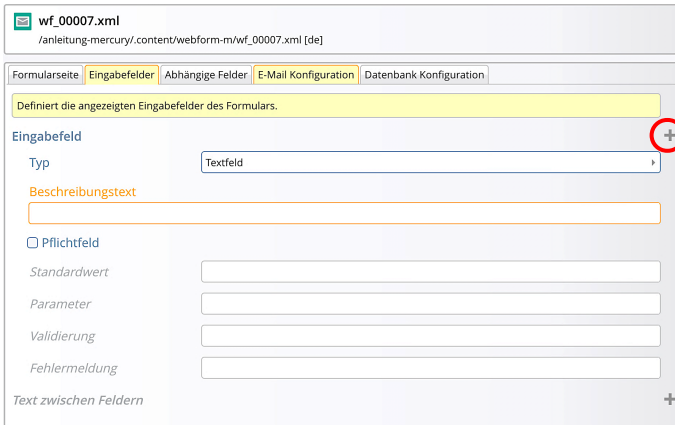 wf_00007.xml
/anleitung-mercury/.content/webform-m/wf_00007.xml [de]
Formularseite Eingabefelder Abhängige Felder E-Mail Konfiguration Datenbank Konfiguration
Definiert die angezeigten Eingabefelder des Formulars.
Eingabefeld
Typ Textfeld
Beschreibungstext
Pflichtfeld
Standardwert
Parameter
Validierung
Fehlermeldung
Text zwischen Feldern